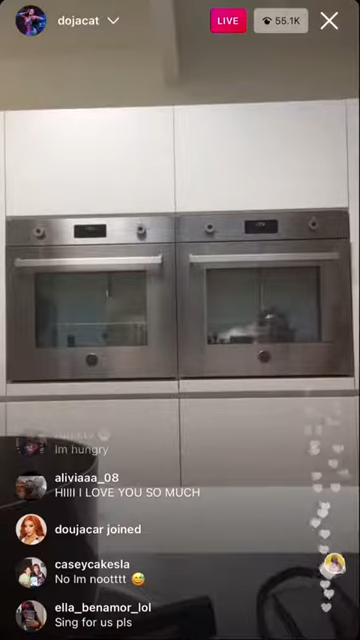 dojacat
LIVE
55.1K
Im hungry
aliviaaa_08
HIIII I LOVE YOU SO MUCH
doujacar joined
caseycakesla
No Im nootttt 😅
ella_benamor_lol
Sing for us pls